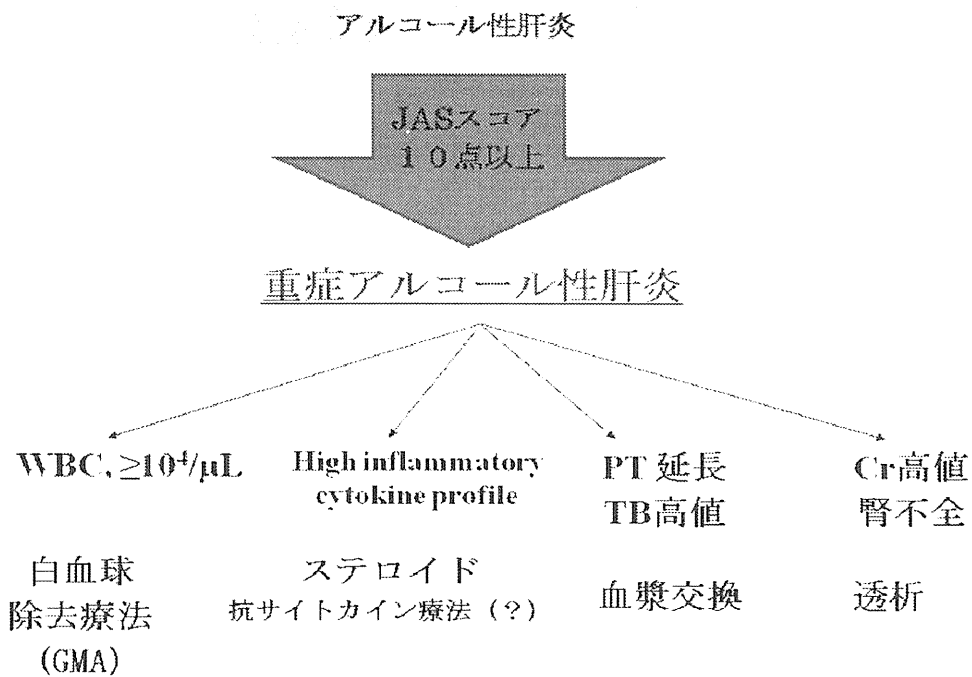 アルコール性肝炎
JASスコア
10点以上
重症アルコール性肝炎
WBC, ≥10⁴/μL
High inflammatory
cytokine profile
PT 延長
TB高値
Cr高値
腎不全
白血球
除去療法
(GMA)
ステロイド
抗サイトカイン療法 (?)
血漿交換
透析